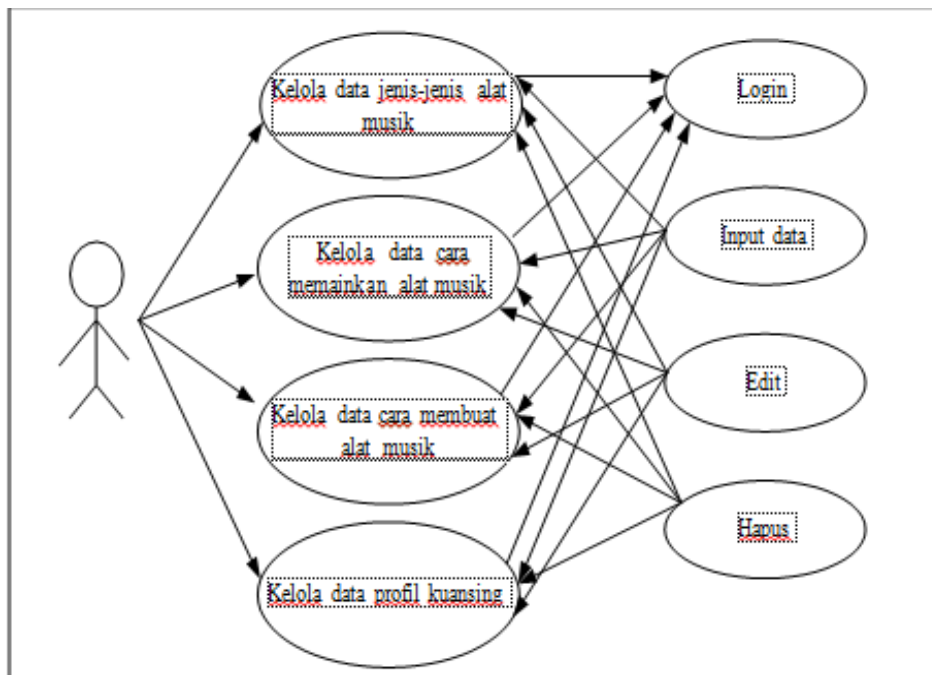 Kelola data jenis-jenis alat
musik
Login
Kelola data cara
memainkan alat musik
Input data
Kelola data cara membuat
alat musik
Edit
Kelola data profil kuansing
Hapus